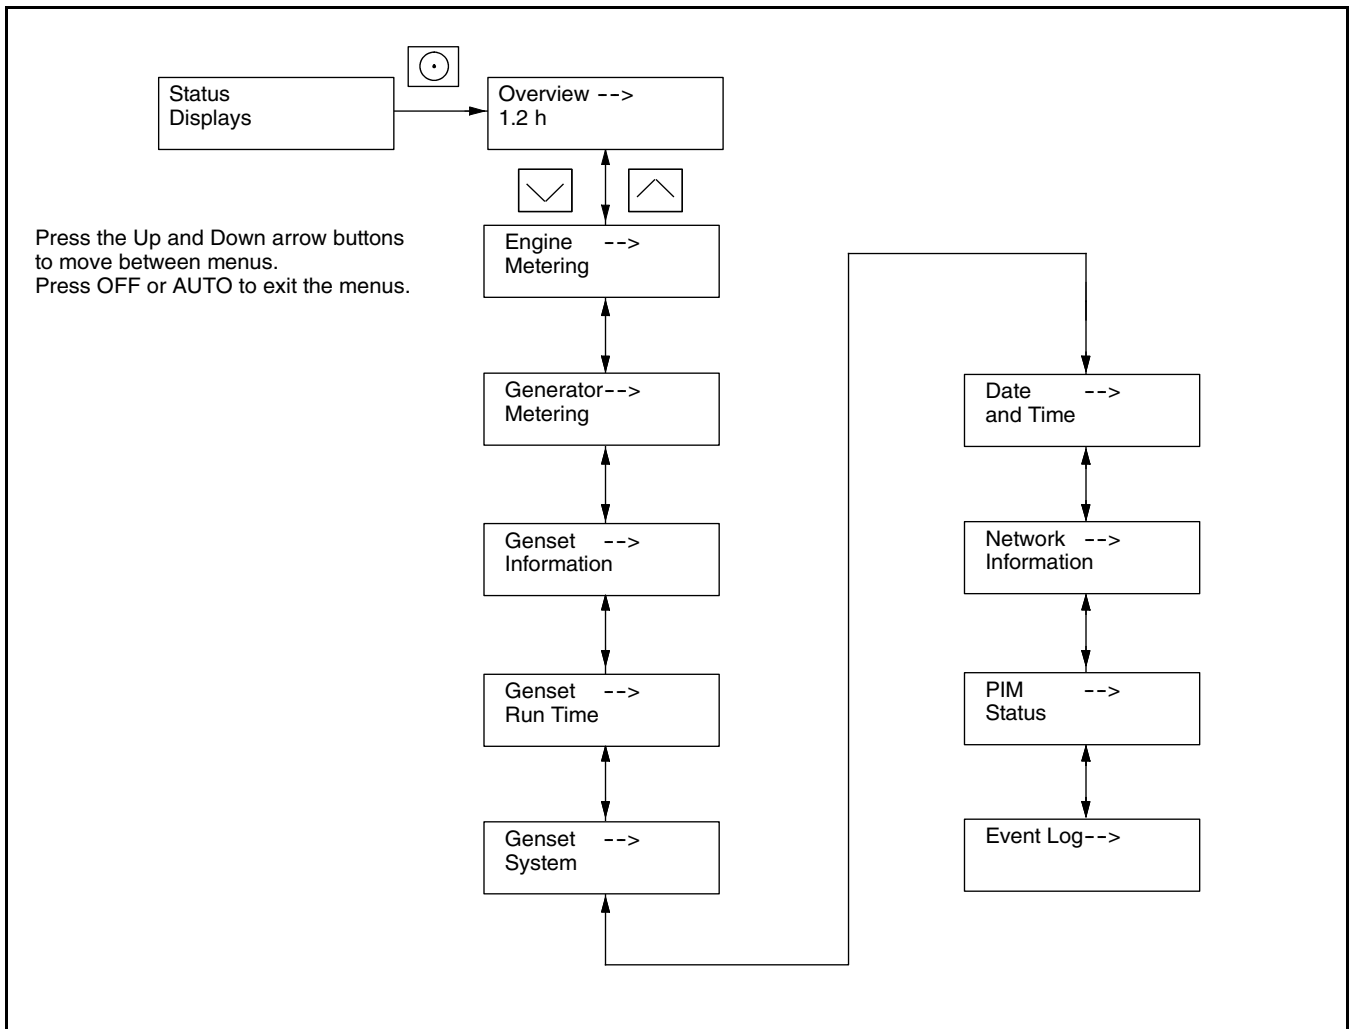 Status
Displays
Overview -->
1.2 h
Press the Up and Down arrow buttons
to move between menus.
Press OFF or AUTO to exit the menus.
Engine -->
Metering
Generator-->
Metering
Genset -->
Information
Genset -->
Run Time
Genset -->
System
Date -->
and Time
Network -->
Information
PIM -->
Status
Event Log-->